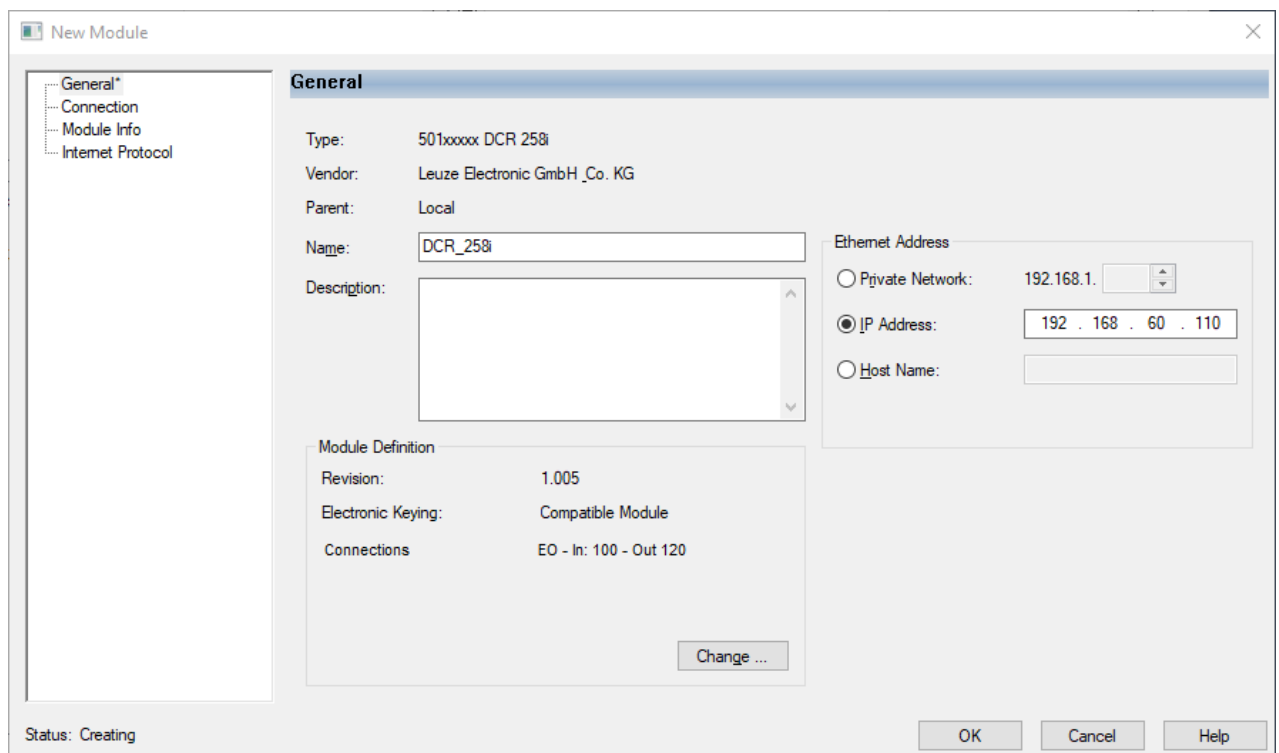 New Module
General*
Connection
Module Info
Internet Protocol
General
Type: 501xxxxx DCR 258i
Vendor: Leuze Electronic GmbH _Co. KG
Parent: Local
Name: DCR_258i
Description:
Ethernet Address
Private Network: 192.168.1.
IP Address: 192 . 168 . 60 . 110
Host Name:
Module Definition
Revision: 1.005
Electronic Keying: Compatible Module
Connections EO - In: 100 - Out 120
Change ...
Status: Creating
OK Cancel Help